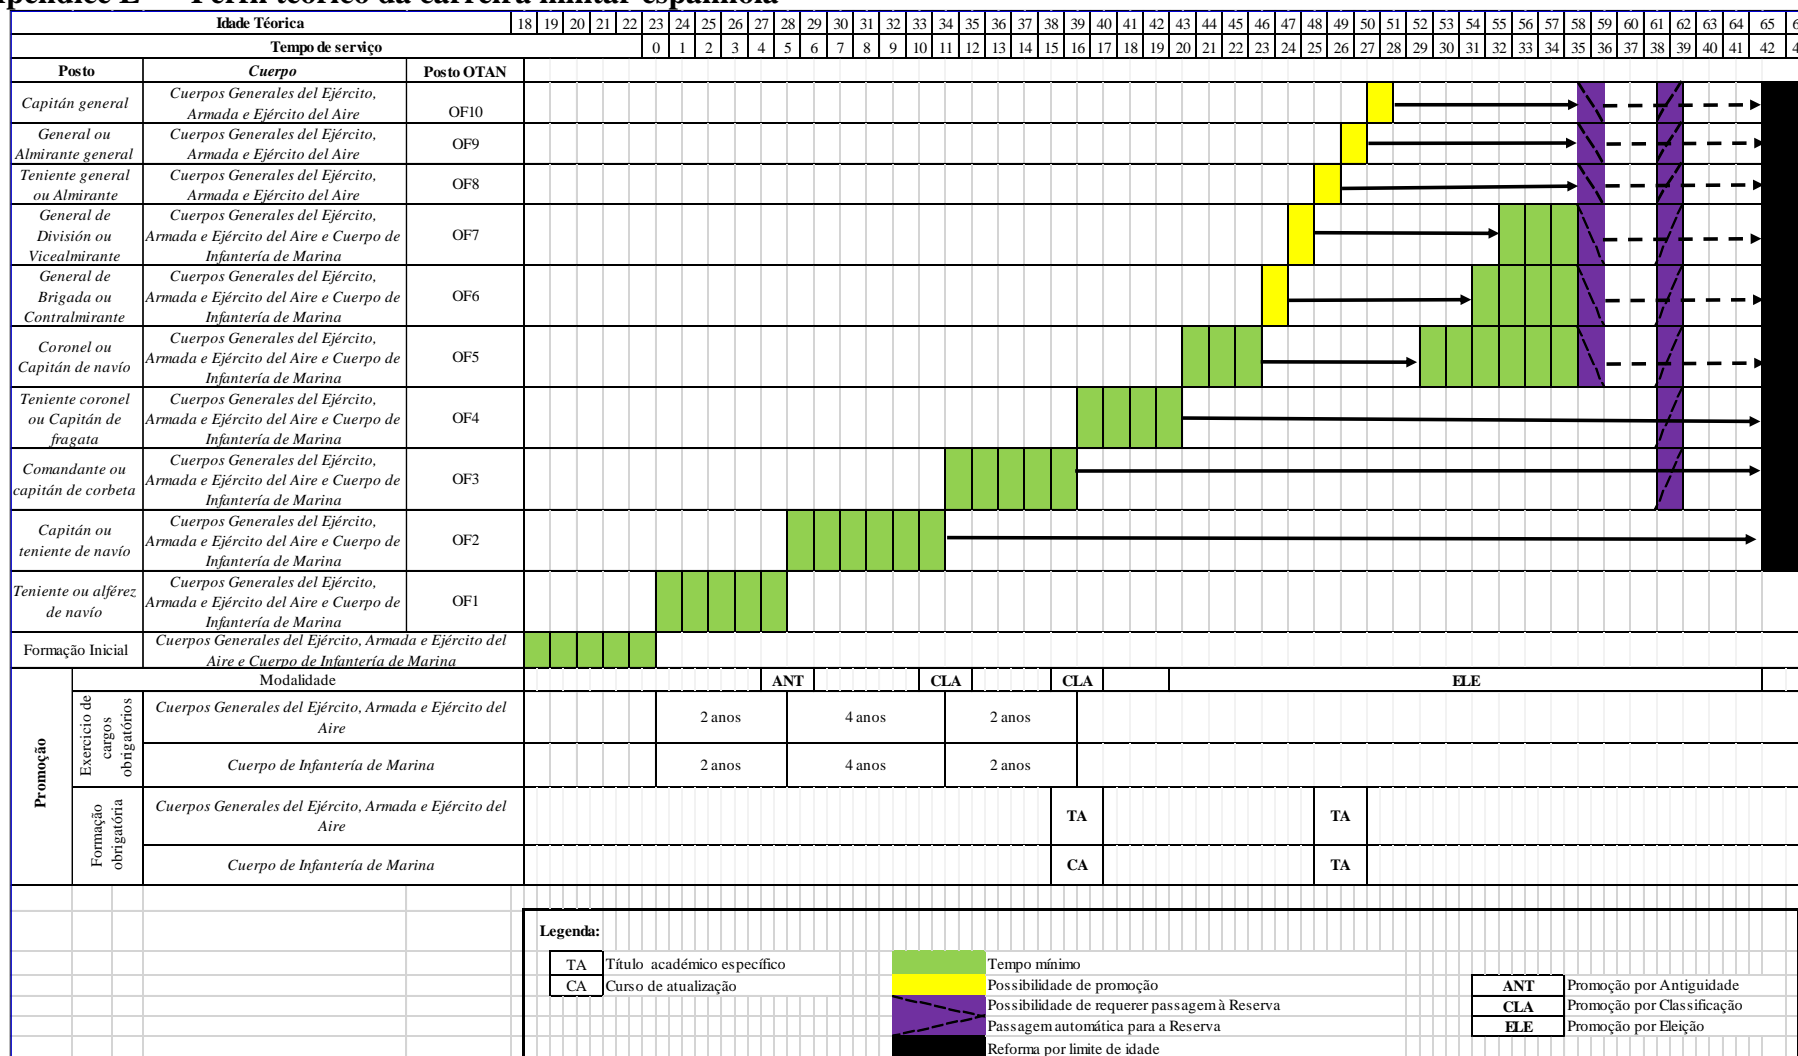 Perfil teórico da carreira militar espanhola
Idade Téorica 18 19 20 21 22 23 24 25 26 27 28 29 30 31 32 33 34 35 36 37 38 39 40 41 42 43 44 45 46 47 48 49 50 51 52 53 54 55 56 57 58 59 60 61 62 65
Tempo de serviço 0 1 2 3 4 5 6 7 8 9 10 11 12 13 14 15 16 17 18 19 20 21 22 23 24 25 26 27 28 29 30 31 32 33 34 35 36 37 38 39 40 41 42
Posto Cuerpo Posto OTAN
Capitán general
Cuerpos Generales del Ejército,
Armada e Ejército del Aire
OF10
General ou
Almirante general
Cuerpos Generales del Ejército,
Armada e Ejército del Aire
OF9
Teniente general
ou Almirante
Cuerpos Generales del Ejército,
Armada e Ejército del Aire
OF8
General de
División ou
Vicealmirante
Cuerpos Generales del Ejército,
Armada e Ejército del Aire e Cuerpo de
Infantería de Marina
OF7
General de
Brigada ou
Contralmirante
Cuerpos Generales del Ejército,
Armada e Ejército del Aire e Cuerpo de
Infantería de Marina
OF6
Coronel ou
Capitán de navío
Cuerpos Generales del Ejército,
Armada e Ejército del Aire e Cuerpo de
Infantería de Marina
OF5
Teniente coronel
ou Capitán de
fragata
Cuerpos Generales del Ejército,
Armada e Ejército del Aire e Cuerpo de
Infantería de Marina
OF4
Comandante ou
capitán de corbeta
Cuerpos Generales del Ejército,
Armada e Ejército del Aire e Cuerpo de
Infantería de Marina
OF3
Capitán ou
teniente de navío
Cuerpos Generales del Ejército,
Armada e Ejército del Aire e Cuerpo de
Infantería de Marina
OF2
Teniente ou alférez
de navío
Cuerpos Generales del Ejército,
Armada e Ejército del Aire e Cuerpo de
Infantería de Marina
OF1
Formação Inicial
Cuerpos Generales del Ejército, Armada e Ejército del
Aire e Cuerpo de Infantería de Marina
Promoção
Modalidade ANT CLA CLA ELE
Exercicio de
cargos
obrigatórios
Cuerpos Generales del Ejército, Armada e Ejército del
Aire
2 anos 4 anos 2 anos
Cuerpo de Infantería de Marina 2 anos 4 anos 2 anos
Formação
obrigatória
Cuerpos Generales del Ejército, Armada e Ejército del
Aire
TA TA
Cuerpo de Infantería de Marina CA TA
Legenda:
TA Título académico específico
CA Curso de atualização
Tempo mínimo
Possibilidade de promoção
Possibilidade de requerer passagem à Reserva
Passagem automática para a Reserva
Reforma por limite de idade
ANT Promoção por Antiguidade
CLA Promoção por Classificação
ELE Promoção por Eleição